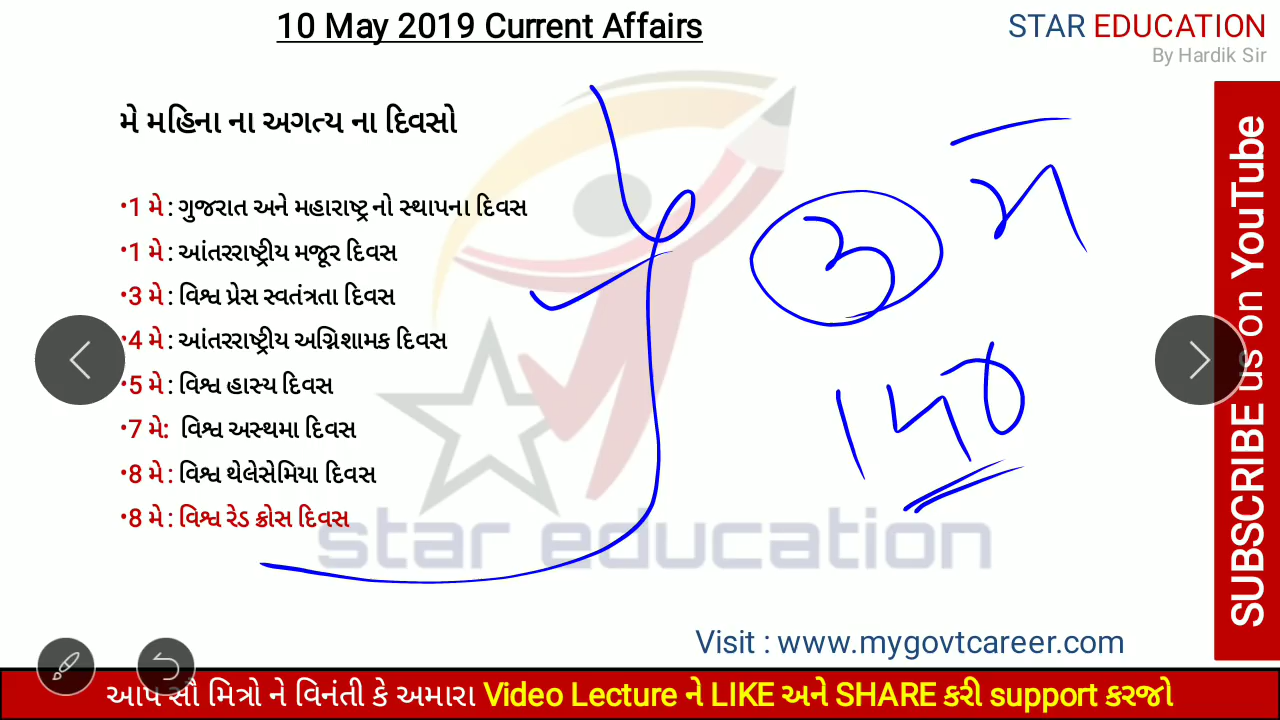 10 May 2019 Current Affairs
STAR EDUCATION
By Hardik Sir
મે મહિના ના અગત્ય ના દિવસો
•1 મે : ગુજરાત અને મહારાષ્ટ્ર નો સ્થાપના દિવસ
•1 મે : આંતરરાષ્ટ્રીય મજૂર દિવસ
•3 મે : વિશ્વ પ્રેસ સ્વતંત્રતા દિવસ
•4 મે : આંતરરાષ્ટ્રીય અગ્નિશામક દિવસ
•5 મે : વિશ્વ હાસ્ય દિવસ
•7 મે: વિશ્વ અસ્થમા દિવસ
•8 મે : વિશ્વ થેલેસેમિયા દિવસ
•8 મે : વિશ્વ રેડ ક્રોસ દિવસ
star education
Visit : www.mygovtcareer.com
SUBSCRIBE us on YouTube
આપ સૌ મિત્રો ને વિનંતી કે અમારા Video Lecture ને LIKE અને SHARE કરી support કરજો